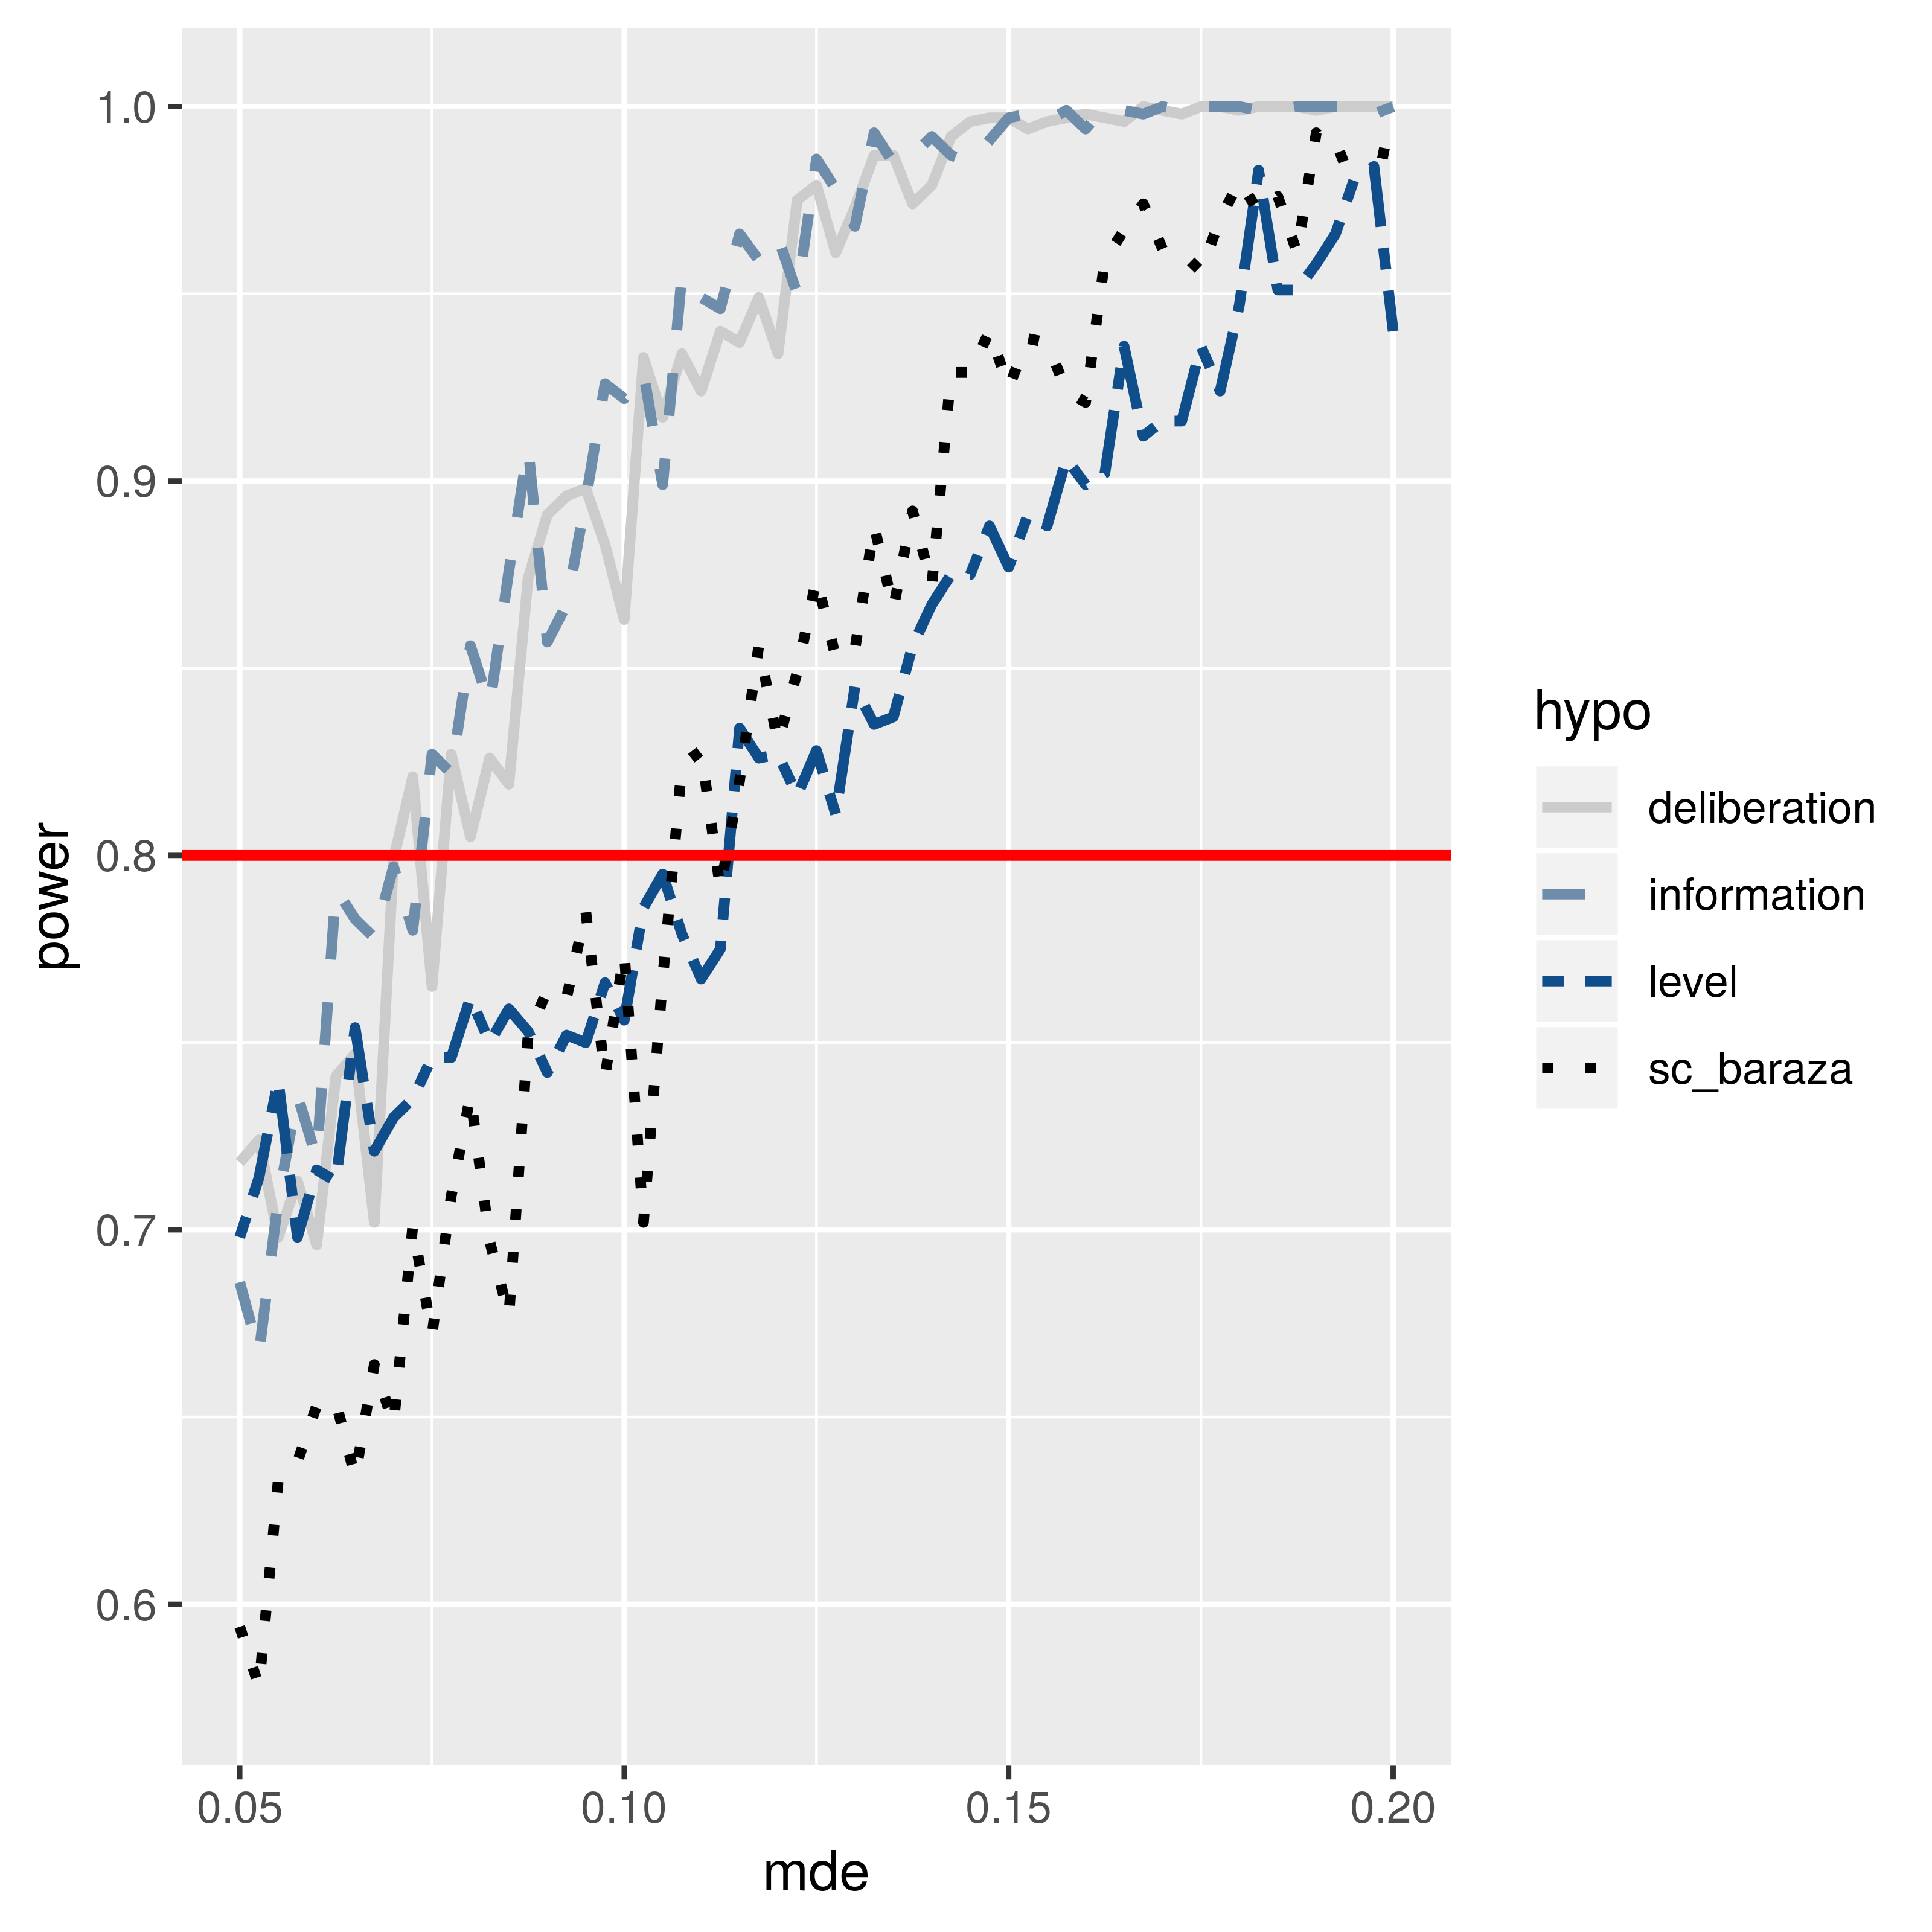 1.0
0.9
0.8
0.7
0.6
power
0.05 0.10 0.15 0.20
mde
hypo
deliberation
information
level
sc_baraza